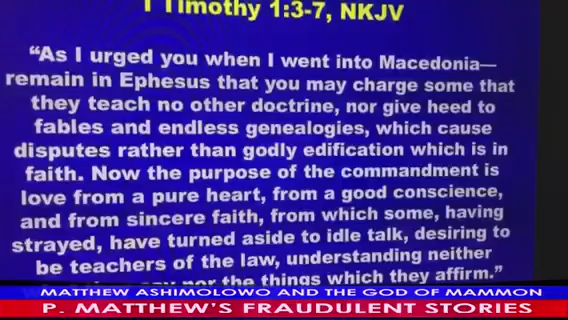 1 Timothy 1:3-7, NKJV
“As I urged you when I went into Macedonia—
remain in Ephesus that you may charge some that
they teach no other doctrine, nor give heed to
fables and endless genealogies, which cause
disputes rather than godly edification which is in
faith. Now the purpose of the commandment is
love from a pure heart, from a good conscience,
and from sincere faith, from which some, having
strayed, have turned aside to idle talk, desiring to
be teachers of the law, understanding neither
nor the things which they affirm.”
MATTHEW ASHIMOLOWO AND THE GOD OF MAMMON
P. MATTHEW'S FRAUDULENT STORIES